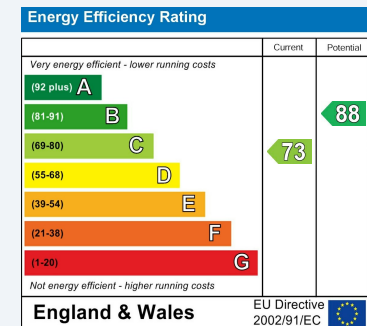 Energy Efficiency Rating
Current Potential
Very energy efficient - lower running costs
(92 plus) A
(81-91) B
88
(69-80) C
73
(55-68) D
(39-54) E
(21-38) F
(1-20) G
Not energy efficient - higher running costs
England & Wales
EU Directive
2002/91/EC